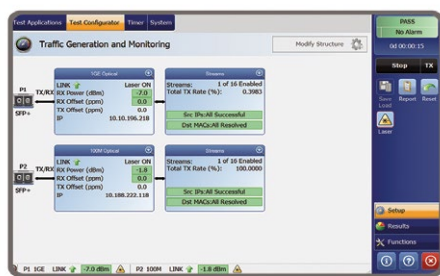 Test Applications Test Configurator Timer System
Traffic Generation and Monitoring
Modify Structure
PASS
No Alarm
0d 00:00:15
Stop TX
Save Load Report Reset
Laser
P1
TX/RX
SFP+
1GE Optical
LINK Laser ON
RX Power (dBm) -7.0
RX Offset (ppm) 0.0
TX Offset (ppm) 0.0
IP 10.10.196.218
Streams
Streams: 1 of 16 Enabled
Total TX Rate (%): 0.3983
Src IPs:All Successful
Dst MACs:All Resolved
P2
TX/RX
SFP+
100M Optical
LINK Laser ON
RX Power (dBm) -1.8
RX Offset (ppm) 0.0
TX Offset (ppm) 0.0
IP 10.188.222.118
Streams
Streams: 1 of 16 Enabled
Total TX Rate (%): 100.0000
Src IPs:All Successful
Dst MACs:All Resolved
Setup
Results
Functions
P1 1GE LINK -7.0 dBm P2 100M LINK -1.8 dBm